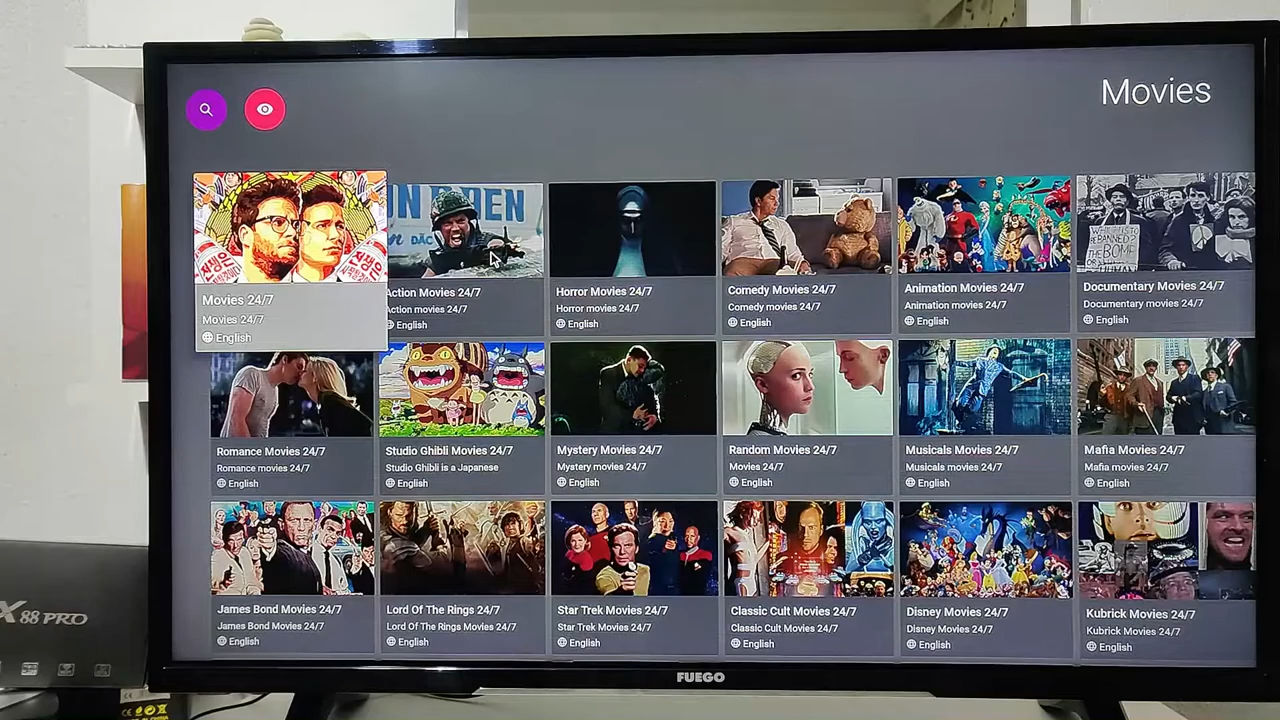 Movies
Movies 24/7
Movies 24/7
English
Action Movies 24/7
Action movies 24/7
English
Horror Movies 24/7
Horror movies 24/7
English
Comedy Movies 24/7
Comedy movies 24/7
English
Animation Movies 24/7
Animation movies 24/7
English
Documentary Movies 24/7
Documentary movies 24/7
English
Romance Movies 24/7
Romance movies 24/7
English
Studio Ghibli Movies 24/7
Studio Ghibli is a Japanese
English
Mystery Movies 24/7
Mystery movies 24/7
English
Random Movies 24/7
Movies 24/7
English
Musicals Movies 24/7
Musicals movies 24/7
English
Mafia Movies 24/7
Mafia movies 24/7
English
James Bond Movies 24/7
James Bond Movies 24/7
English
Lord Of The Rings 24/7
Lord Of The Rings Movies 24/7
English
Star Trek Movies 24/7
Star Trek Movies 24/7
English
Classic Cult Movies 24/7
Classic Cult Movies 24/7
English
Disney Movies 24/7
Disney Movies 24/7
English
Kubrick Movies 24/7
Kubrick Movies 24/7
English
X88 PRO
FUEGO